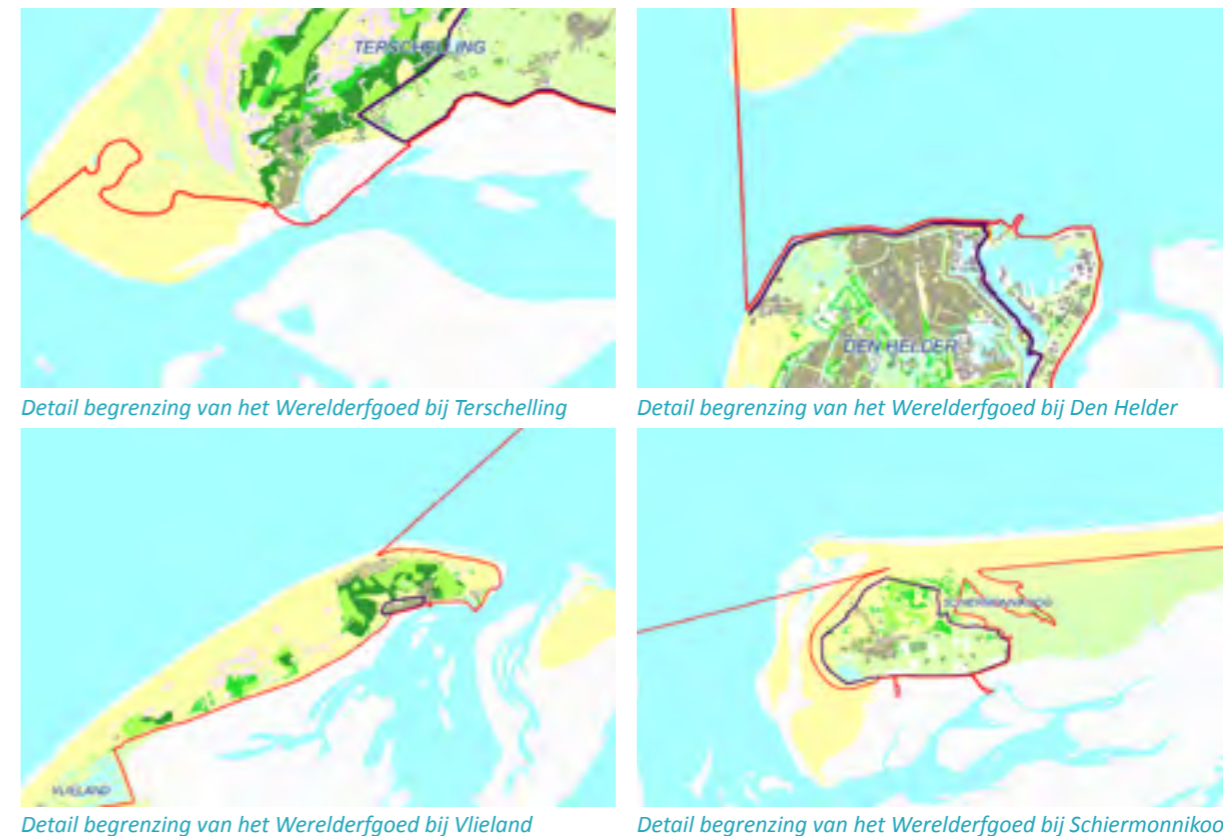 TERSCHELLING
Detail begrenzing van het Werelderfgoed bij Terschelling
DEN HELDER
Detail begrenzing van het Werelderfgoed bij Den Helder
VLIELAND
Detail begrenzing van het Werelderfgoed bij Vlieland
SCHIERMONNIKOOG
Detail begrenzing van het Werelderfgoed bij Schiermonnikoo